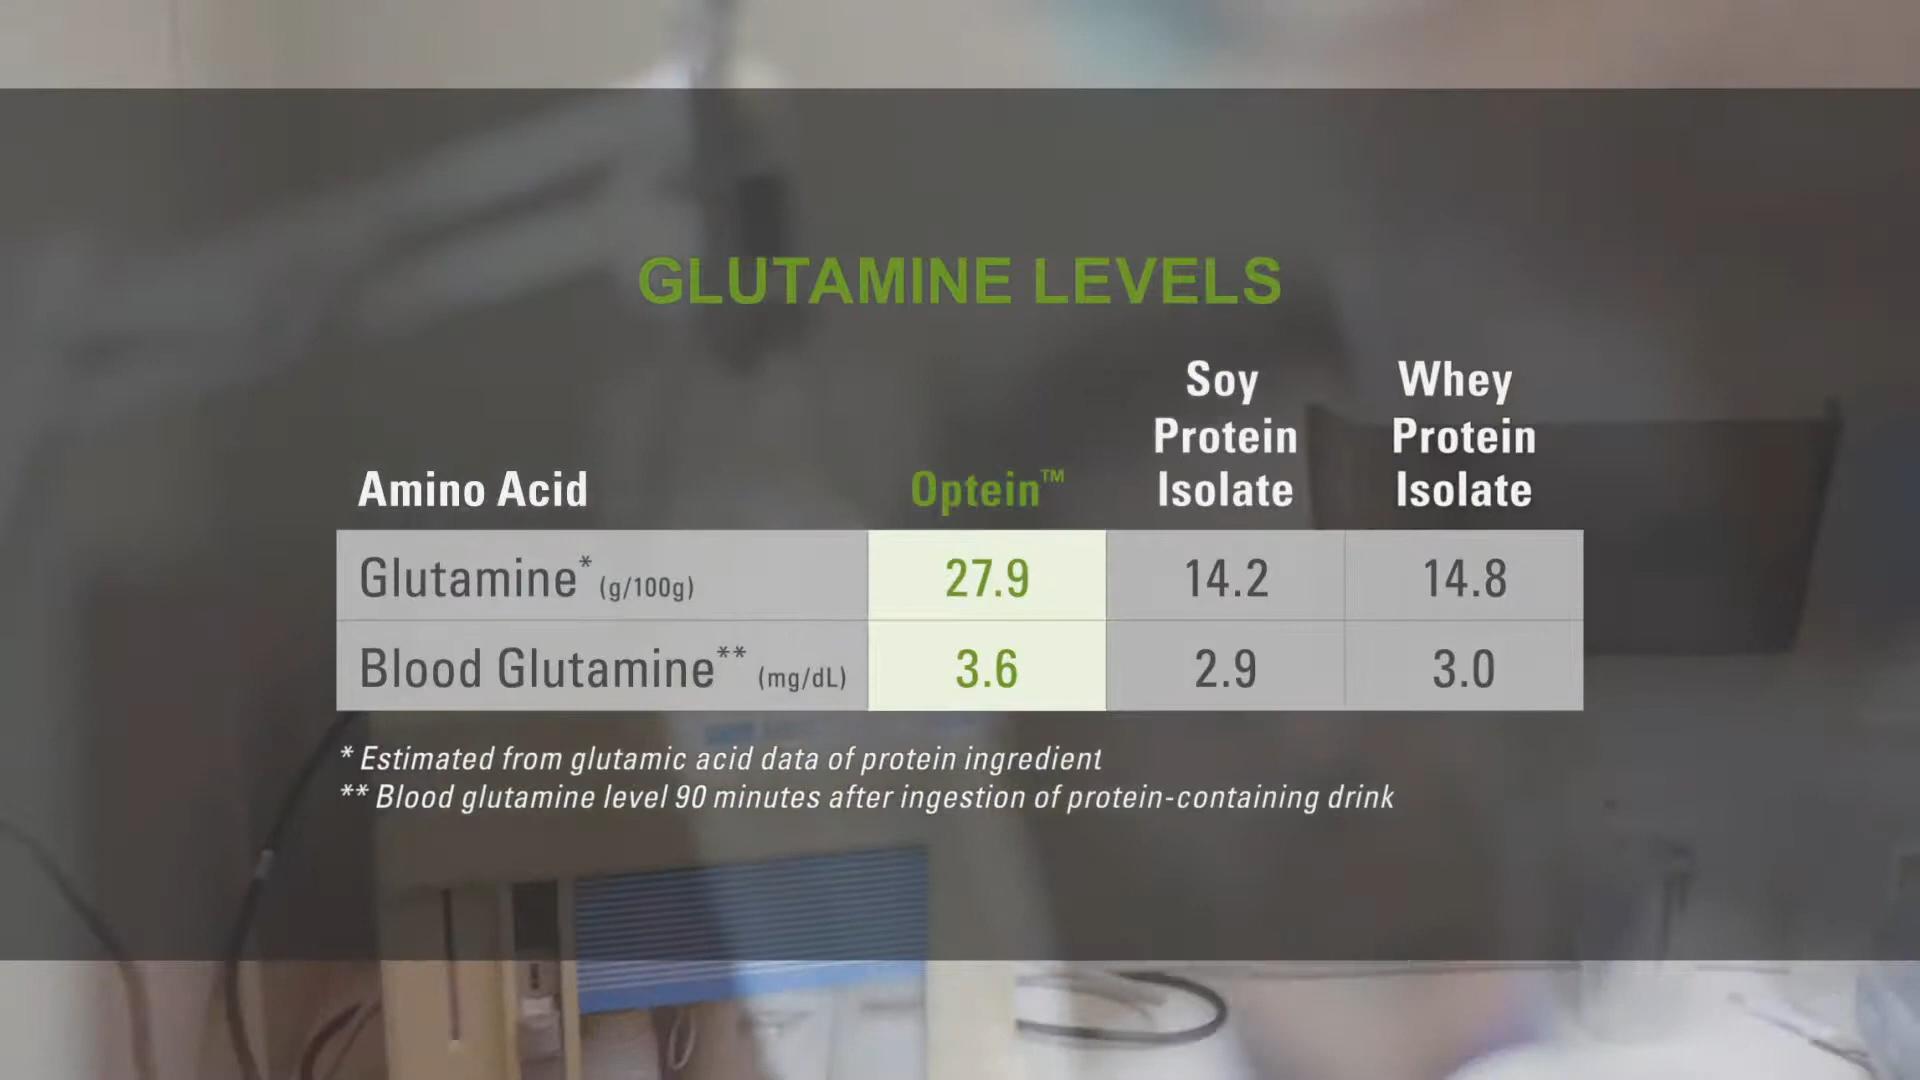 GLUTAMINE LEVELS
Amino Acid
Optein™
Soy
Protein
Isolate
Whey
Protein
Isolate
Glutamine* (g/100g) 27.9 14.2 14.8
Blood Glutamine** (mg/dL) 3.6 2.9 3.0
* Estimated from glutamic acid data of protein ingredient
** Blood glutamine level 90 minutes after ingestion of protein-containing drink